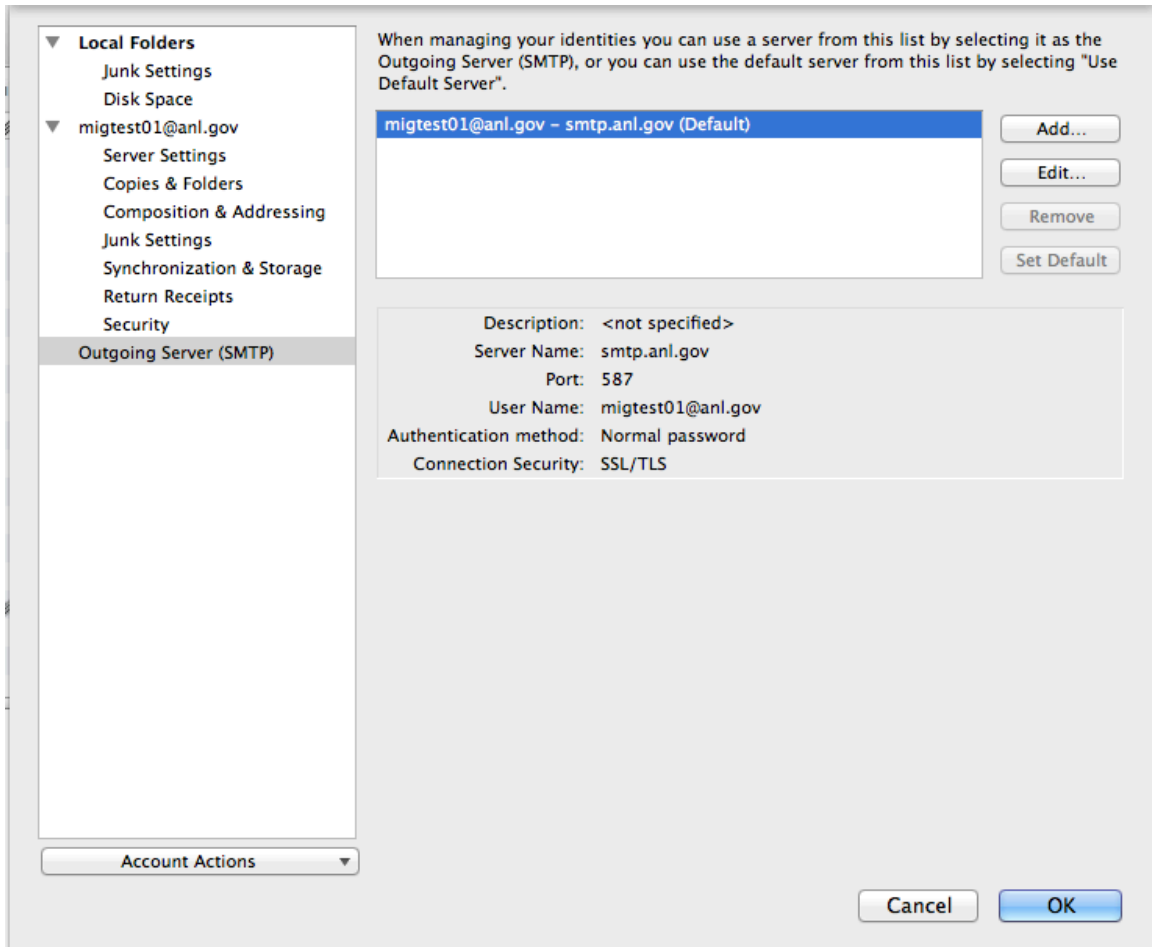 Local Folders
Junk Settings
Disk Space
migtest01@anl.gov
Server Settings
Copies & Folders
Composition & Addressing
Junk Settings
Synchronization & Storage
Return Receipts
Security
Outgoing Server (SMTP)
Account Actions
When managing your identities you can use a server from this list by selecting it as the
Outgoing Server (SMTP), or you can use the default server from this list by selecting "Use
Default Server".
migtest01@anl.gov – smtp.anl.gov (Default)
Add...
Edit...
Remove
Set Default
Description: <not specified>
Server Name: smtp.anl.gov
Port: 587
User Name: migtest01@anl.gov
Authentication method: Normal password
Connection Security: SSL/TLS
Cancel
OK